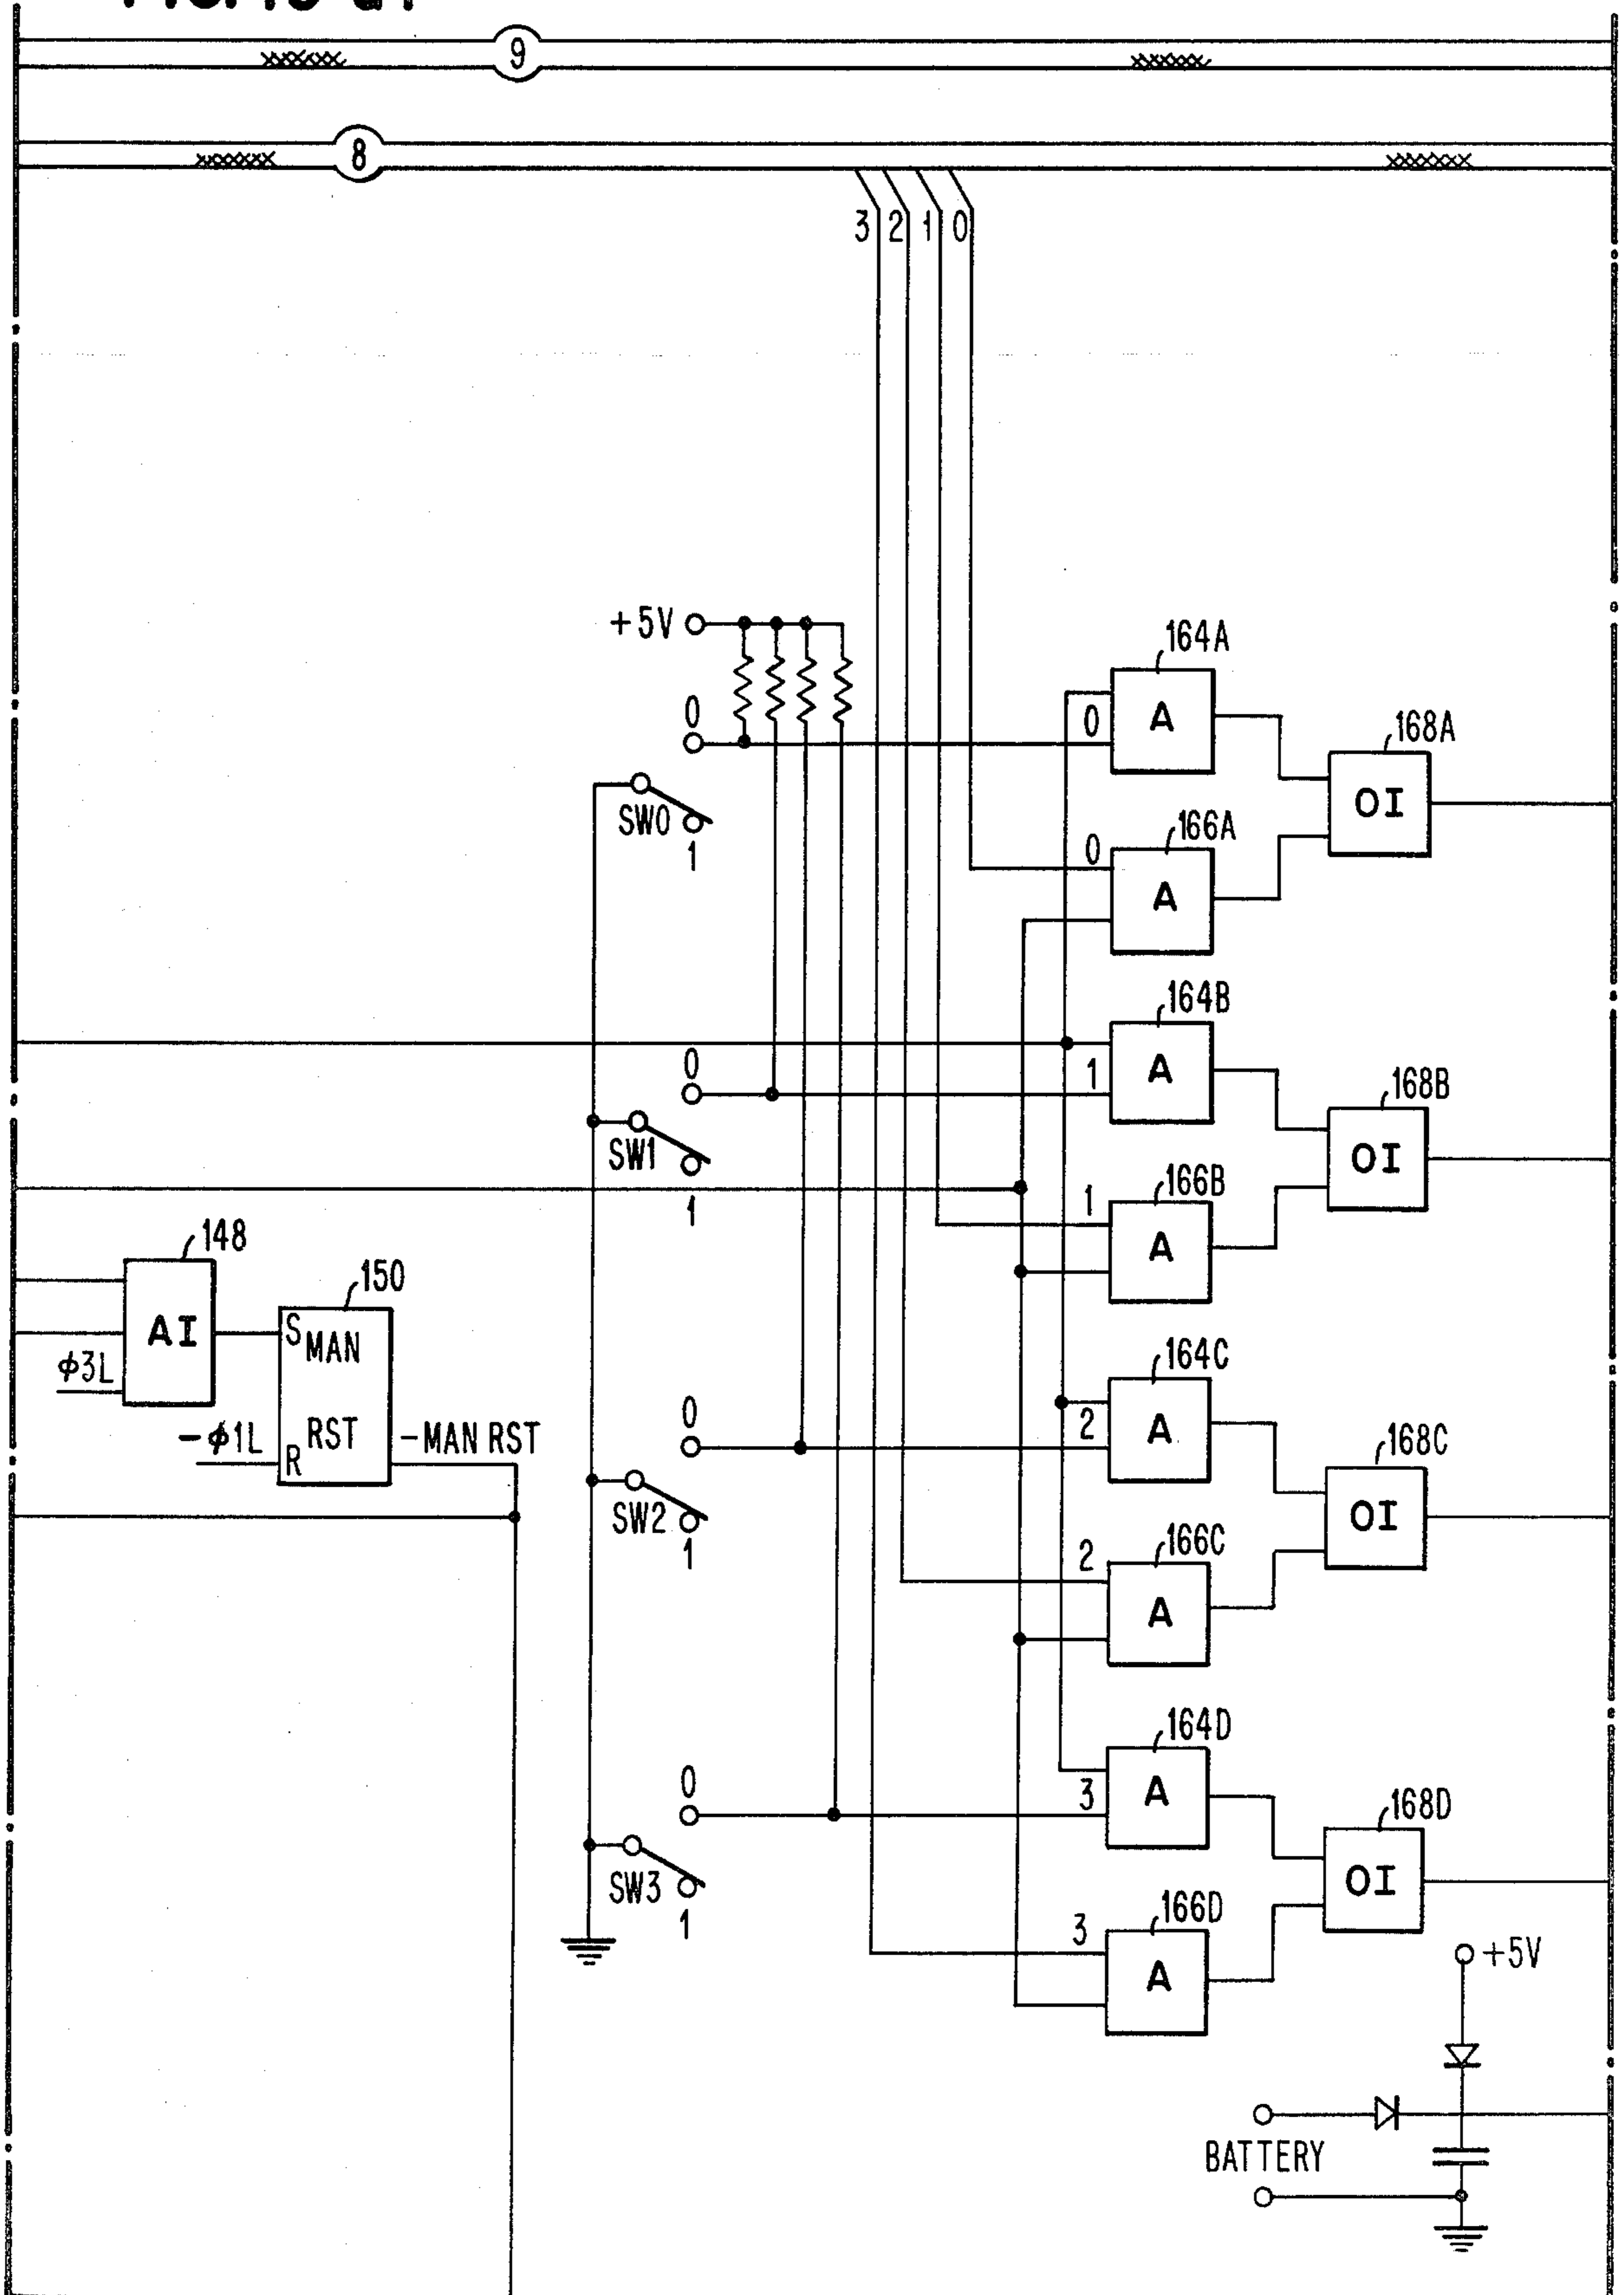 9
8
3 2 1 0
+5V
164A
0
0
A
168A
OI
SW0
1
166A
0
A
164B
0
1
A
168B
OI
SW1
1
166B
1
A
148
AI
150
S MAN
φ3L
RST
-φ1L
R
-MAN RST
164C
0
2
A
168C
OI
SW2
1
166C
2
A
164D
0
3
A
168D
OI
SW3
1
166D
3
A
+5V
BATTERY